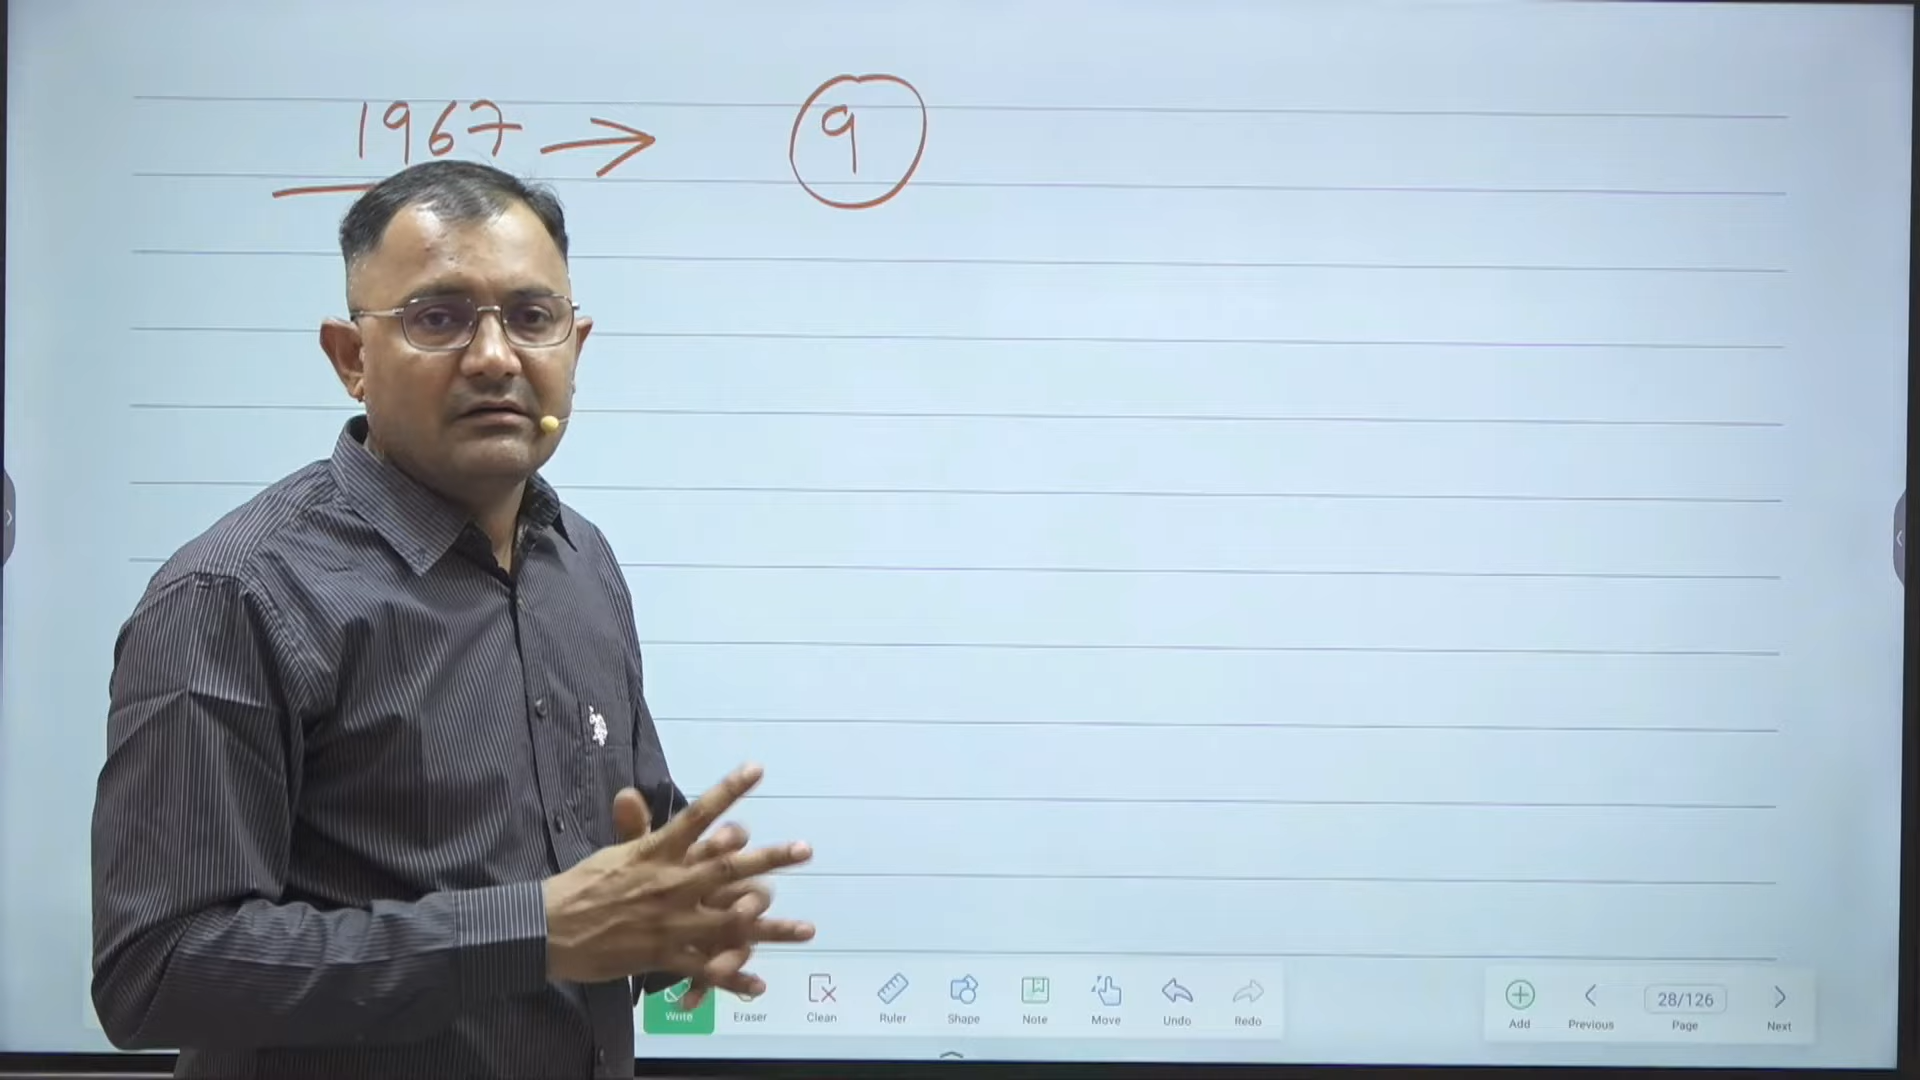 1967 → 9
Write Eraser Clean Ruler Shape Note Move Undo Redo
Add Previous 28/126 Page Next